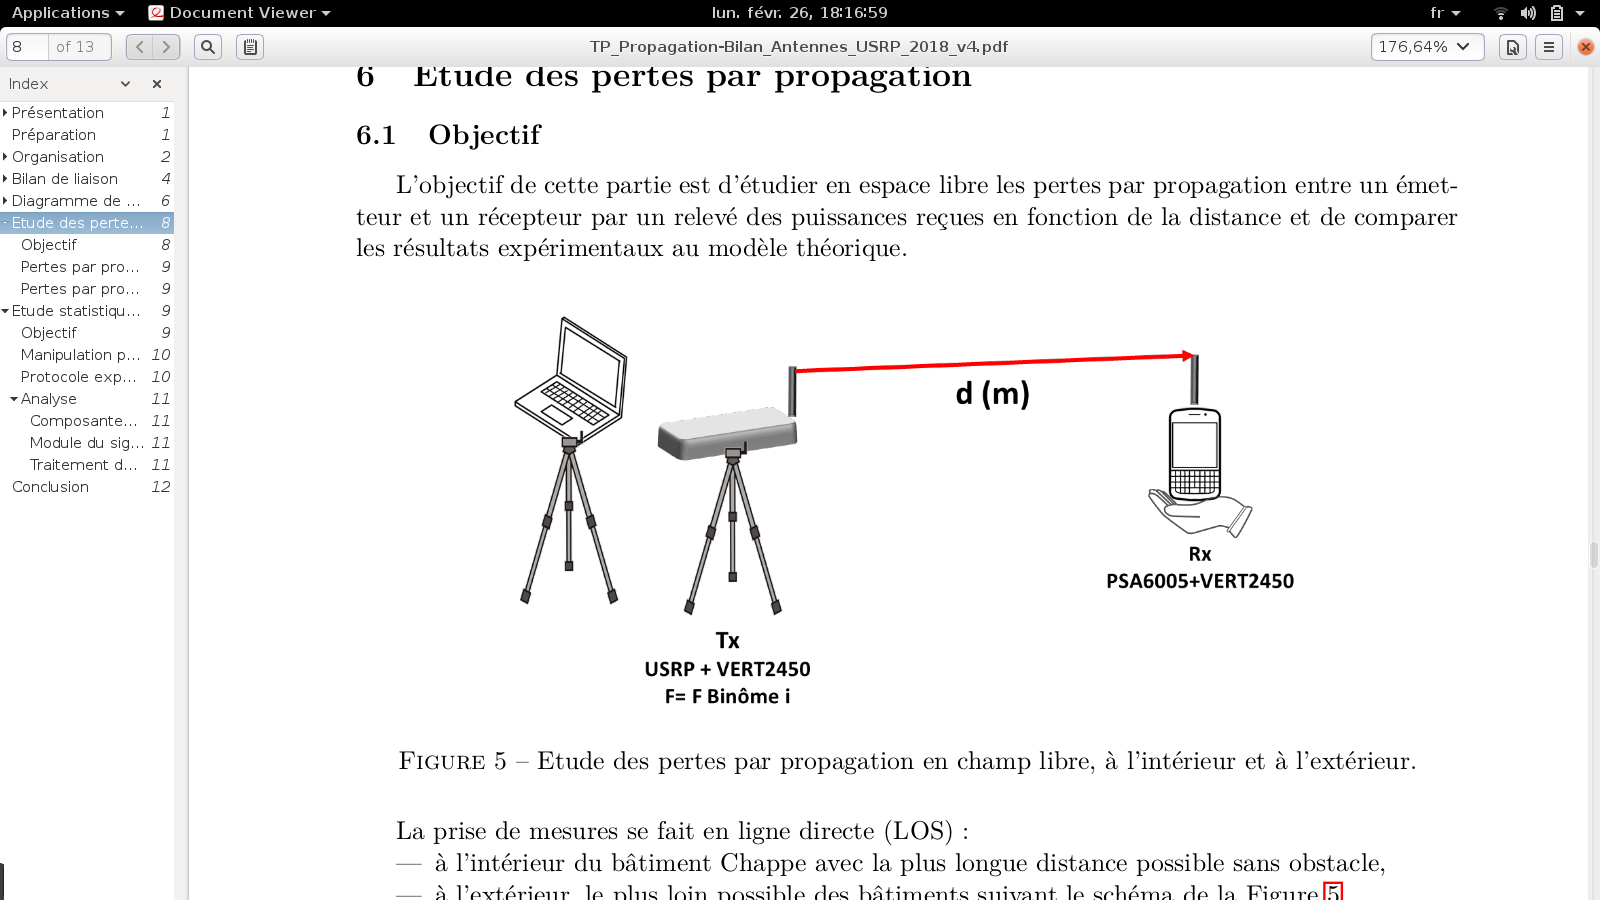 Applications Document Viewer lun. févr. 26, 18:16:59 fr
8 of 13 TP_Propagation-Bilan_Antennes_USRP_2018_v4.pdf 176,64%
Index
Présentation 1
Préparation 1
Organisation 2
Bilan de liaison 4
Diagramme de ... 6
Etude des perte... 8
Objectif 8
Pertes par pro... 9
Pertes par pro... 9
Etude statistiqu... 9
Objectif 9
Manipulation p... 10
Protocole exp... 10
Analyse 11
Composante... 11
Module du sig... 11
Traitement d... 11
Conclusion 12
6 Etude des pertes par propagation
6.1 Objectif
L'objectif de cette partie est d'étudier en espace libre les pertes par propagation entre un émet-
teur et un récepteur par un relevé des puissances reçues en fonction de la distance et de comparer
les résultats expérimentaux au modèle théorique.
d (m)
Rx
PSA6005+VERT2450
Tx
USRP + VERT2450
F= F Binôme i
FIGURE 5 – Etude des pertes par propagation en champ libre, à l'intérieur et à l'extérieur.
La prise de mesures se fait en ligne directe (LOS) :
— à l'intérieur du bâtiment Chappe avec la plus longue distance possible sans obstacle,
— à l'extérieur, le plus loin possible des bâtiments suivant le schéma de la Figure 5